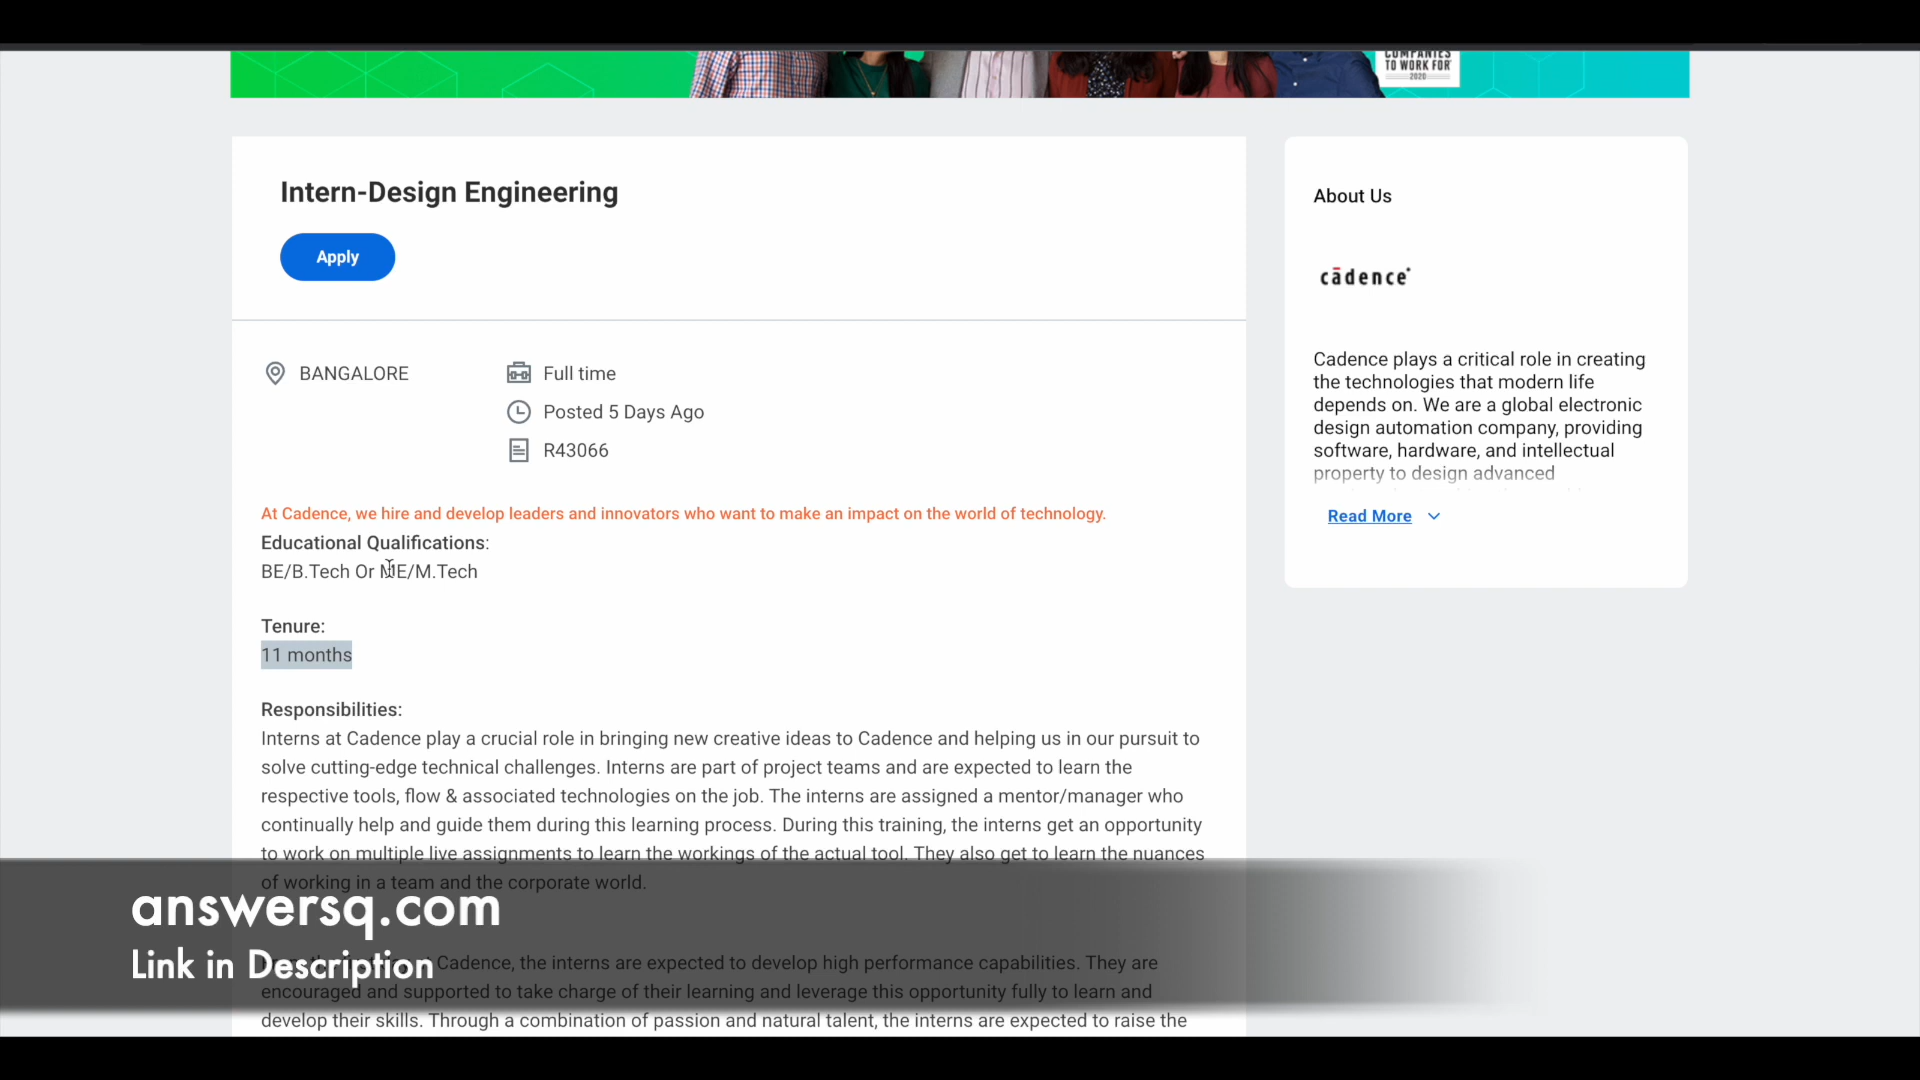 COMPANIES
TO WORK FOR
2020
Intern-Design Engineering
Apply
BANGALORE
Full time
Posted 5 Days Ago
R43066
At Cadence, we hire and develop leaders and innovators who want to make an impact on the world of technology.
Educational Qualifications:
BE/B.Tech Or ME/M.Tech
Tenure:
11 months
Responsibilities:
Interns at Cadence play a crucial role in bringing new creative ideas to Cadence and helping us in our pursuit to
solve cutting-edge technical challenges. Interns are part of project teams and are expected to learn the
respective tools, flow & associated technologies on the job. The interns are assigned a mentor/manager who
continually help and guide them during this learning process. During this training, the interns get an opportunity
to work on multiple live assignments to learn the workings of the actual tool. They also get to learn the nuances
of working in a team and the corporate world.
Cadence, the interns are expected to develop high performance capabilities. They are
encouraged and supported to take charge of their learning and leverage this opportunity fully to learn and
develop their skills. Through a combination of passion and natural talent, the interns are expected to raise the
About Us
cādence
Cadence plays a critical role in creating
the technologies that modern life
depends on. We are a global electronic
design automation company, providing
software, hardware, and intellectual
property to design advanced
Read More
answersq.com
Link in Description